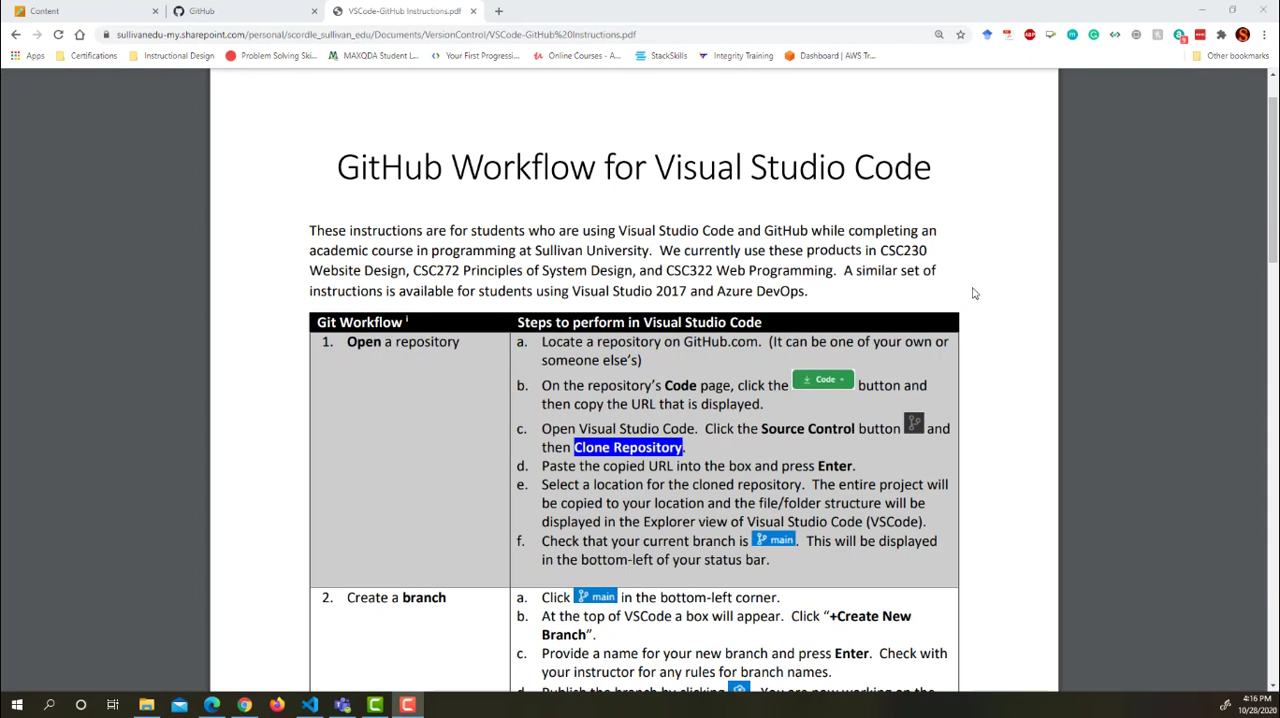 Content
GitHub
VSCode-GitHub Instructions.pdf
sullivanedu-my.sharepoint.com/personal/scordle_sullivan_edu/Documents/VersionControl/VSCode-GitHub%20Instructions.pdf
Apps Certifications Instructional Design Problem Solving Ski... MAXQDA Student L... Your First Progressi... Online Courses - A... StackSkills Integrity Training Dashboard | AWS Tr... Other bookmarks
GitHub Workflow for Visual Studio Code
These instructions are for students who are using Visual Studio Code and GitHub while completing an
academic course in programming at Sullivan University. We currently use these products in CSC230
Website Design, CSC272 Principles of System Design, and CSC322 Web Programming. A similar set of
instructions is available for students using Visual Studio 2017 and Azure DevOps.
Git Workflow i Steps to perform in Visual Studio Code
1. Open a repository
a. Locate a repository on GitHub.com. (It can be one of your own or
someone else's)
b. On the repository's Code page, click the Code button and
then copy the URL that is displayed.
c. Open Visual Studio Code. Click the Source Control button and
then Clone Repository.
d. Paste the copied URL into the box and press Enter.
e. Select a location for the cloned repository. The entire project will
be copied to your location and the file/folder structure will be
displayed in the Explorer view of Visual Studio Code (VSCode).
f. Check that your current branch is main. This will be displayed
in the bottom-left of your status bar.
2. Create a branch
a. Click main in the bottom-left corner.
b. At the top of VSCode a box will appear. Click "+Create New
Branch".
c. Provide a name for your new branch and press Enter. Check with
your instructor for any rules for branch names.
d. Publish the branch by clicking . You are now working on the
4:16 PM
10/28/2020